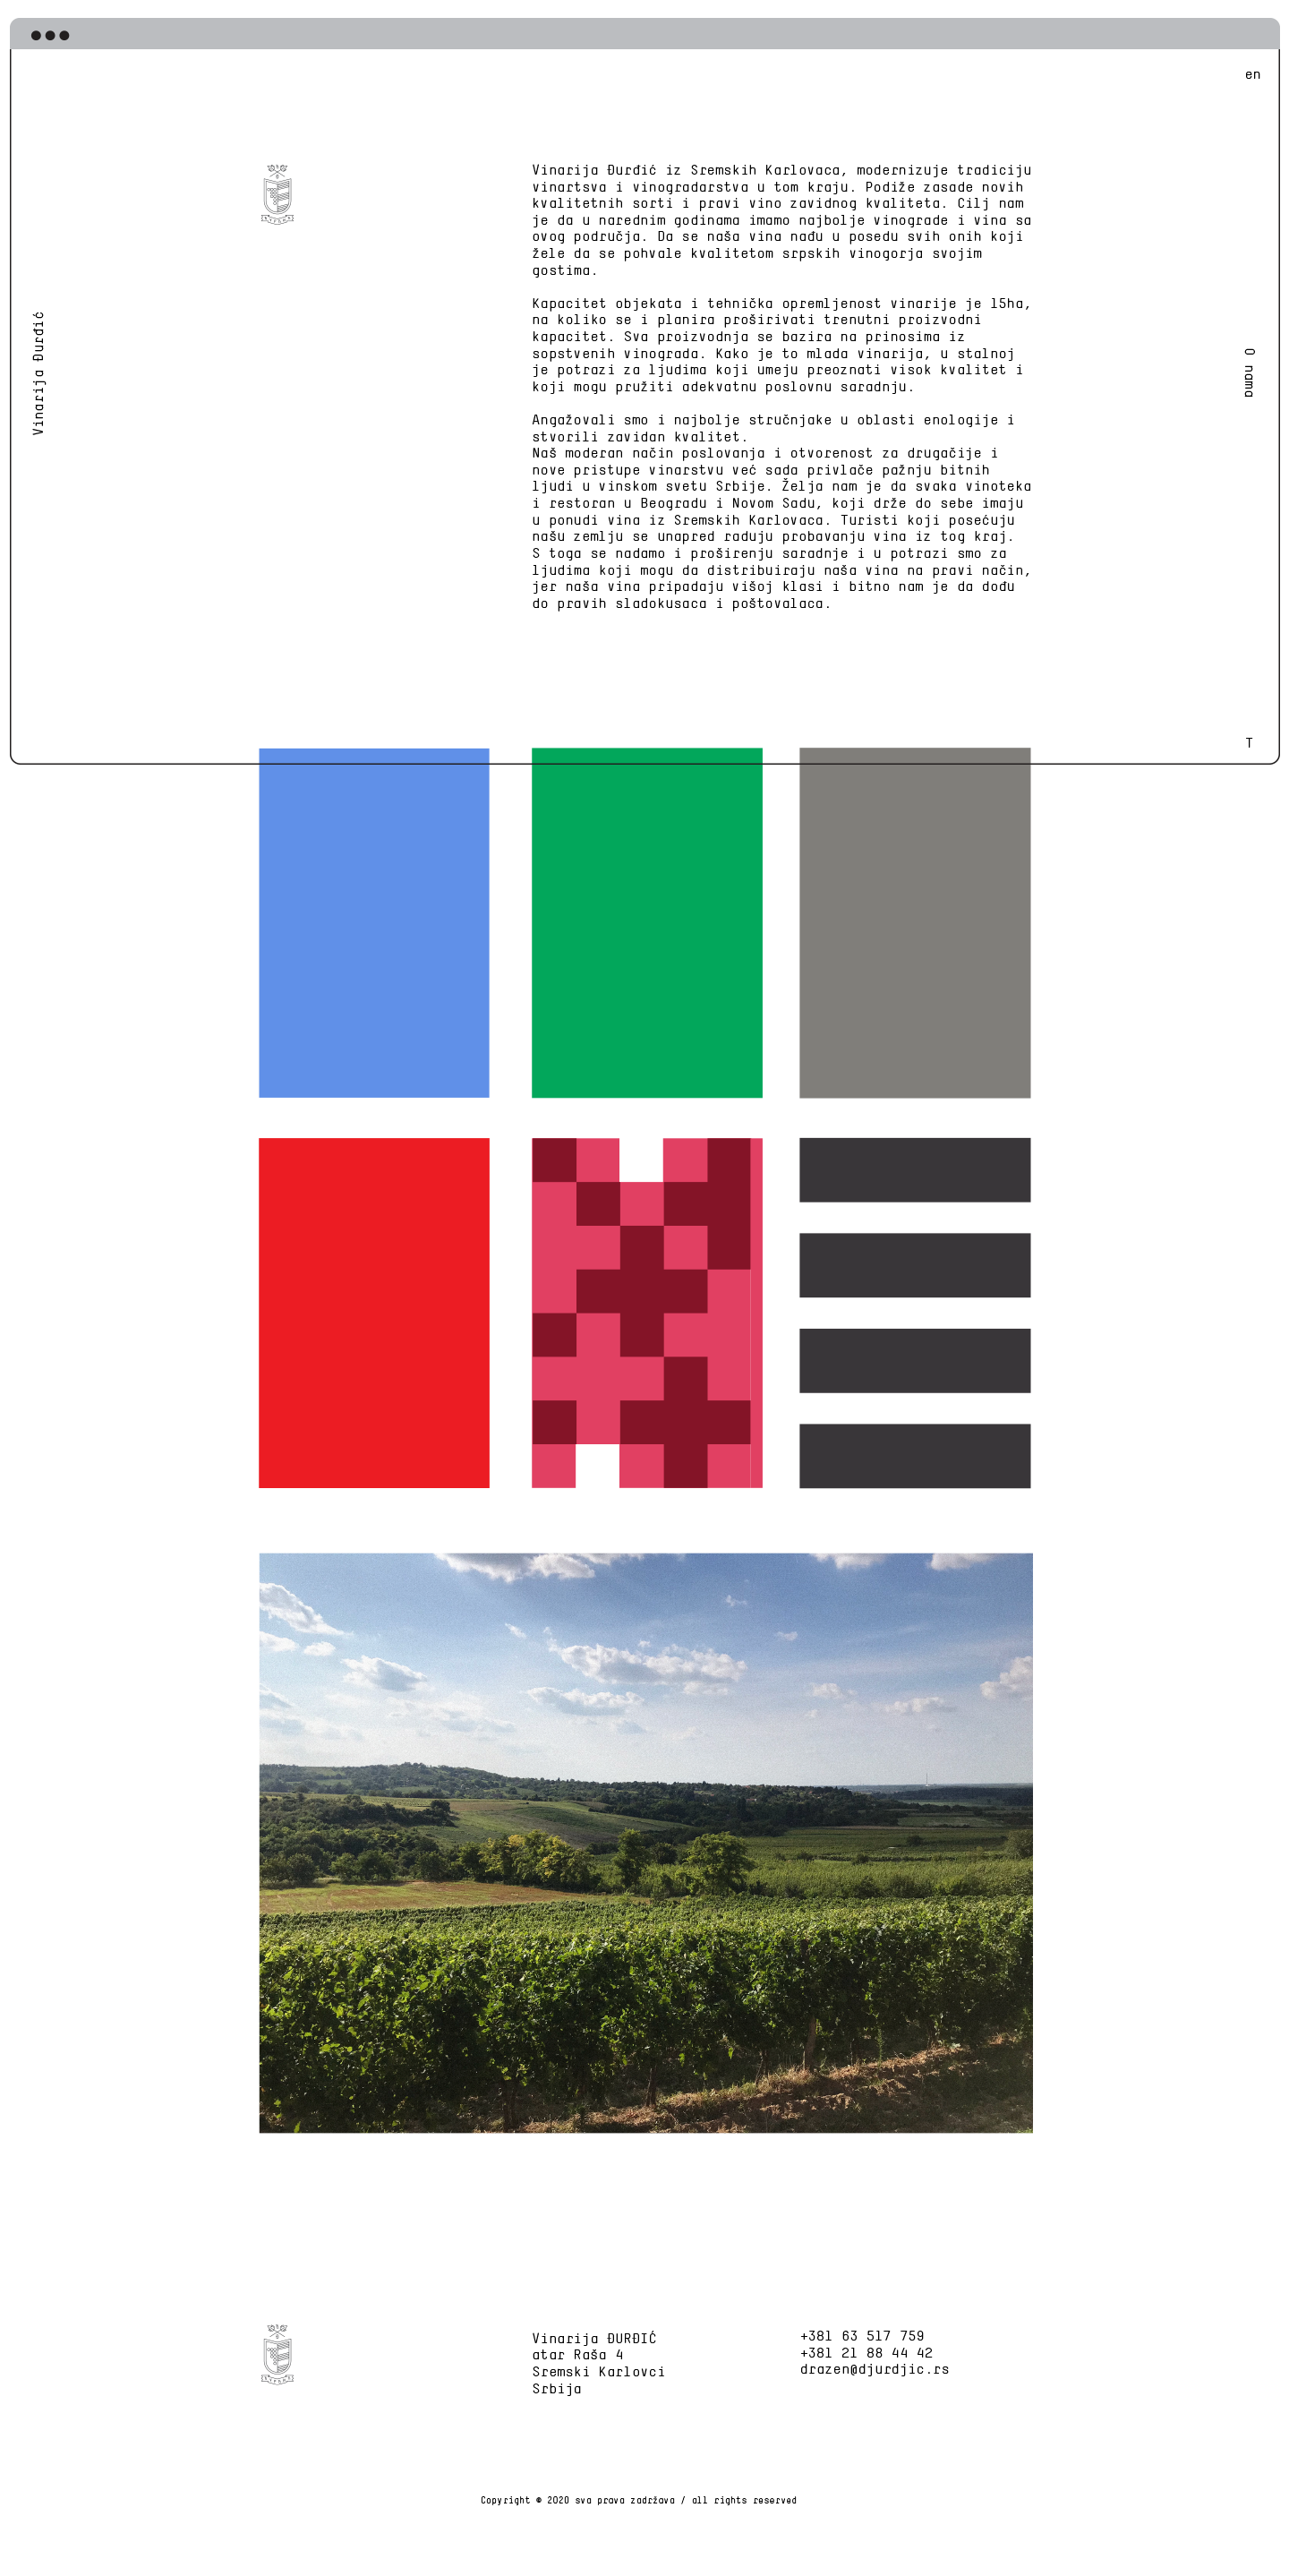 en
Vinarija Đurđić iz Sremskih Karlovaca, modernizuje tradiciju
vinartsva i vinogradarstva u tom kraju. Podiže zasade novih
kvalitetnih sorti i pravi vino zavidnog kvaliteta. Cilj nam
je da u narednim godinama imamo najbolje vinograde i vina sa
ovog područja. Da se naša vina nađu u posedu svih onih koji
žele da se pohvale kvalitetom srpskih vinogorja svojim
gostima.
Kapacitet objekata i tehnička opremljenost vinarije je 15ha,
na koliko se i planira proširivati trenutni proizvodni
kapacitet. Sva proizvodnja se bazira na prinosima iz
sopstvenih vinograda. Kako je to mlada vinarija, u stalnoj
je potrazi za ljudima koji umeju preoznati visok kvalitet i
koji mogu pružiti adekvatnu poslovnu saradnju.
Angažovali smo i najbolje stručnjake u oblasti enologije i
stvorili zavidan kvalitet.
Naš moderan način poslovanja i otvorenost za drugačije i
nove pristupe vinarstvu već sada privlače pažnju bitnih
ljudi u vinskom svetu Srbije. Želja nam je da svaka vinoteka
i restoran u Beogradu i Novom Sadu, koji drže do sebe imaju
u ponudi vina iz Sremskih Karlovaca. Turisti koji posećuju
našu zemlju se unapred raduju probavanju vina iz tog kraj.
S toga se nadamo i proširenju saradnje i u potrazi smo za
ljudima koji mogu da distribuiraju naša vina na pravi način,
jer naša vina pripadaju višoj klasi i bitno nam je da dođu
do pravih sladokusaca i poštovalaca.
Vinarija Đurđić
O nama
T
Vinarija ĐURĐIĆ
atar Raša 4
Sremski Karlovci
Srbija
+381 63 517 759
+381 21 88 44 42
drazen@djurdjic.rs
Copyright © 2020 sva prava zadržava / all rights reserved